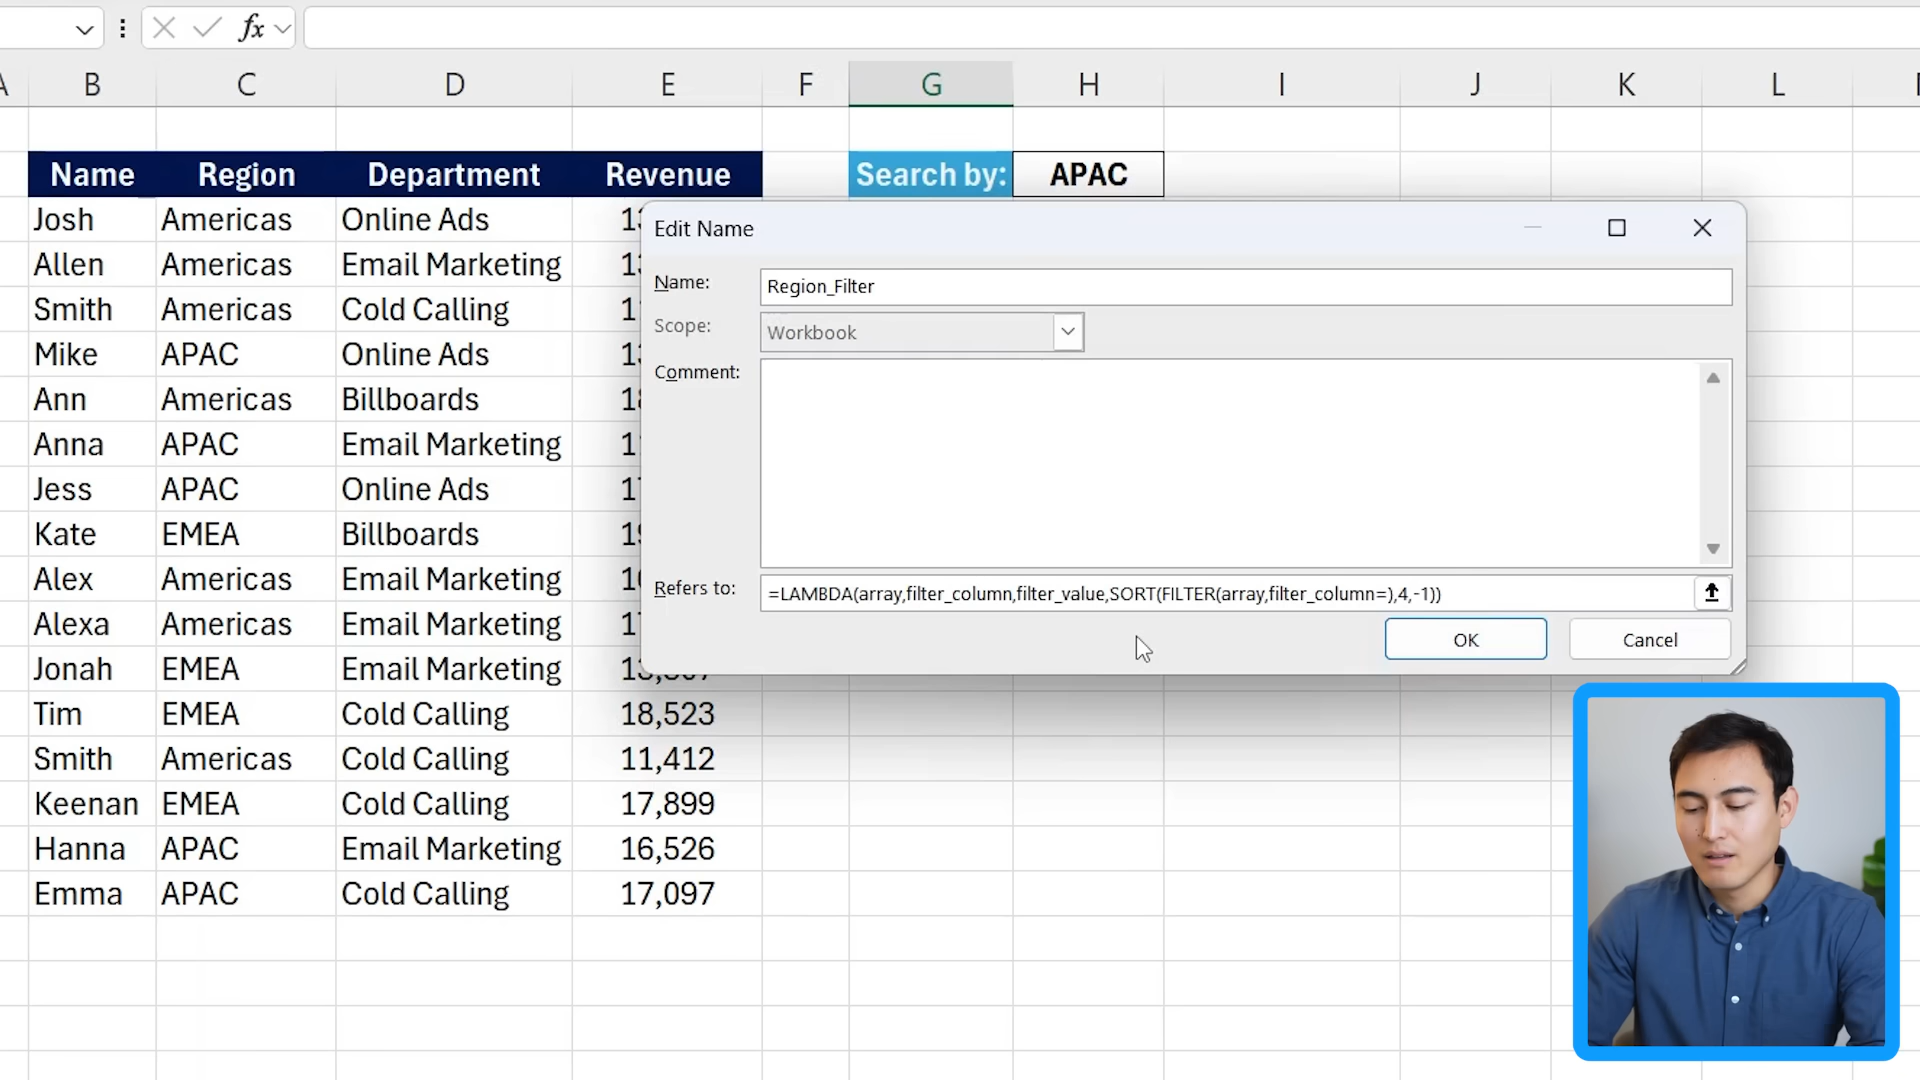 fx
A B C D E F G H I J K L
Name Region Department Revenue Search by: APAC
Josh Americas Online Ads
Allen Americas Email Marketing
Smith Americas Cold Calling
Mike APAC Online Ads
Ann Americas Billboards
Anna APAC Email Marketing
Jess APAC Online Ads
Kate EMEA Billboards
Alex Americas Email Marketing
Alexa Americas Email Marketing
Jonah EMEA Email Marketing
Tim EMEA Cold Calling 18,523
Smith Americas Cold Calling 11,412
Keenan EMEA Cold Calling 17,899
Hanna APAC Email Marketing 16,526
Emma APAC Cold Calling 17,097
Edit Name
Name: Region_Filter
Scope: Workbook
Comment:
Refers to: =LAMBDA(array,filter_column,filter_value,SORT(FILTER(array,filter_column=),4,-1))
OK Cancel